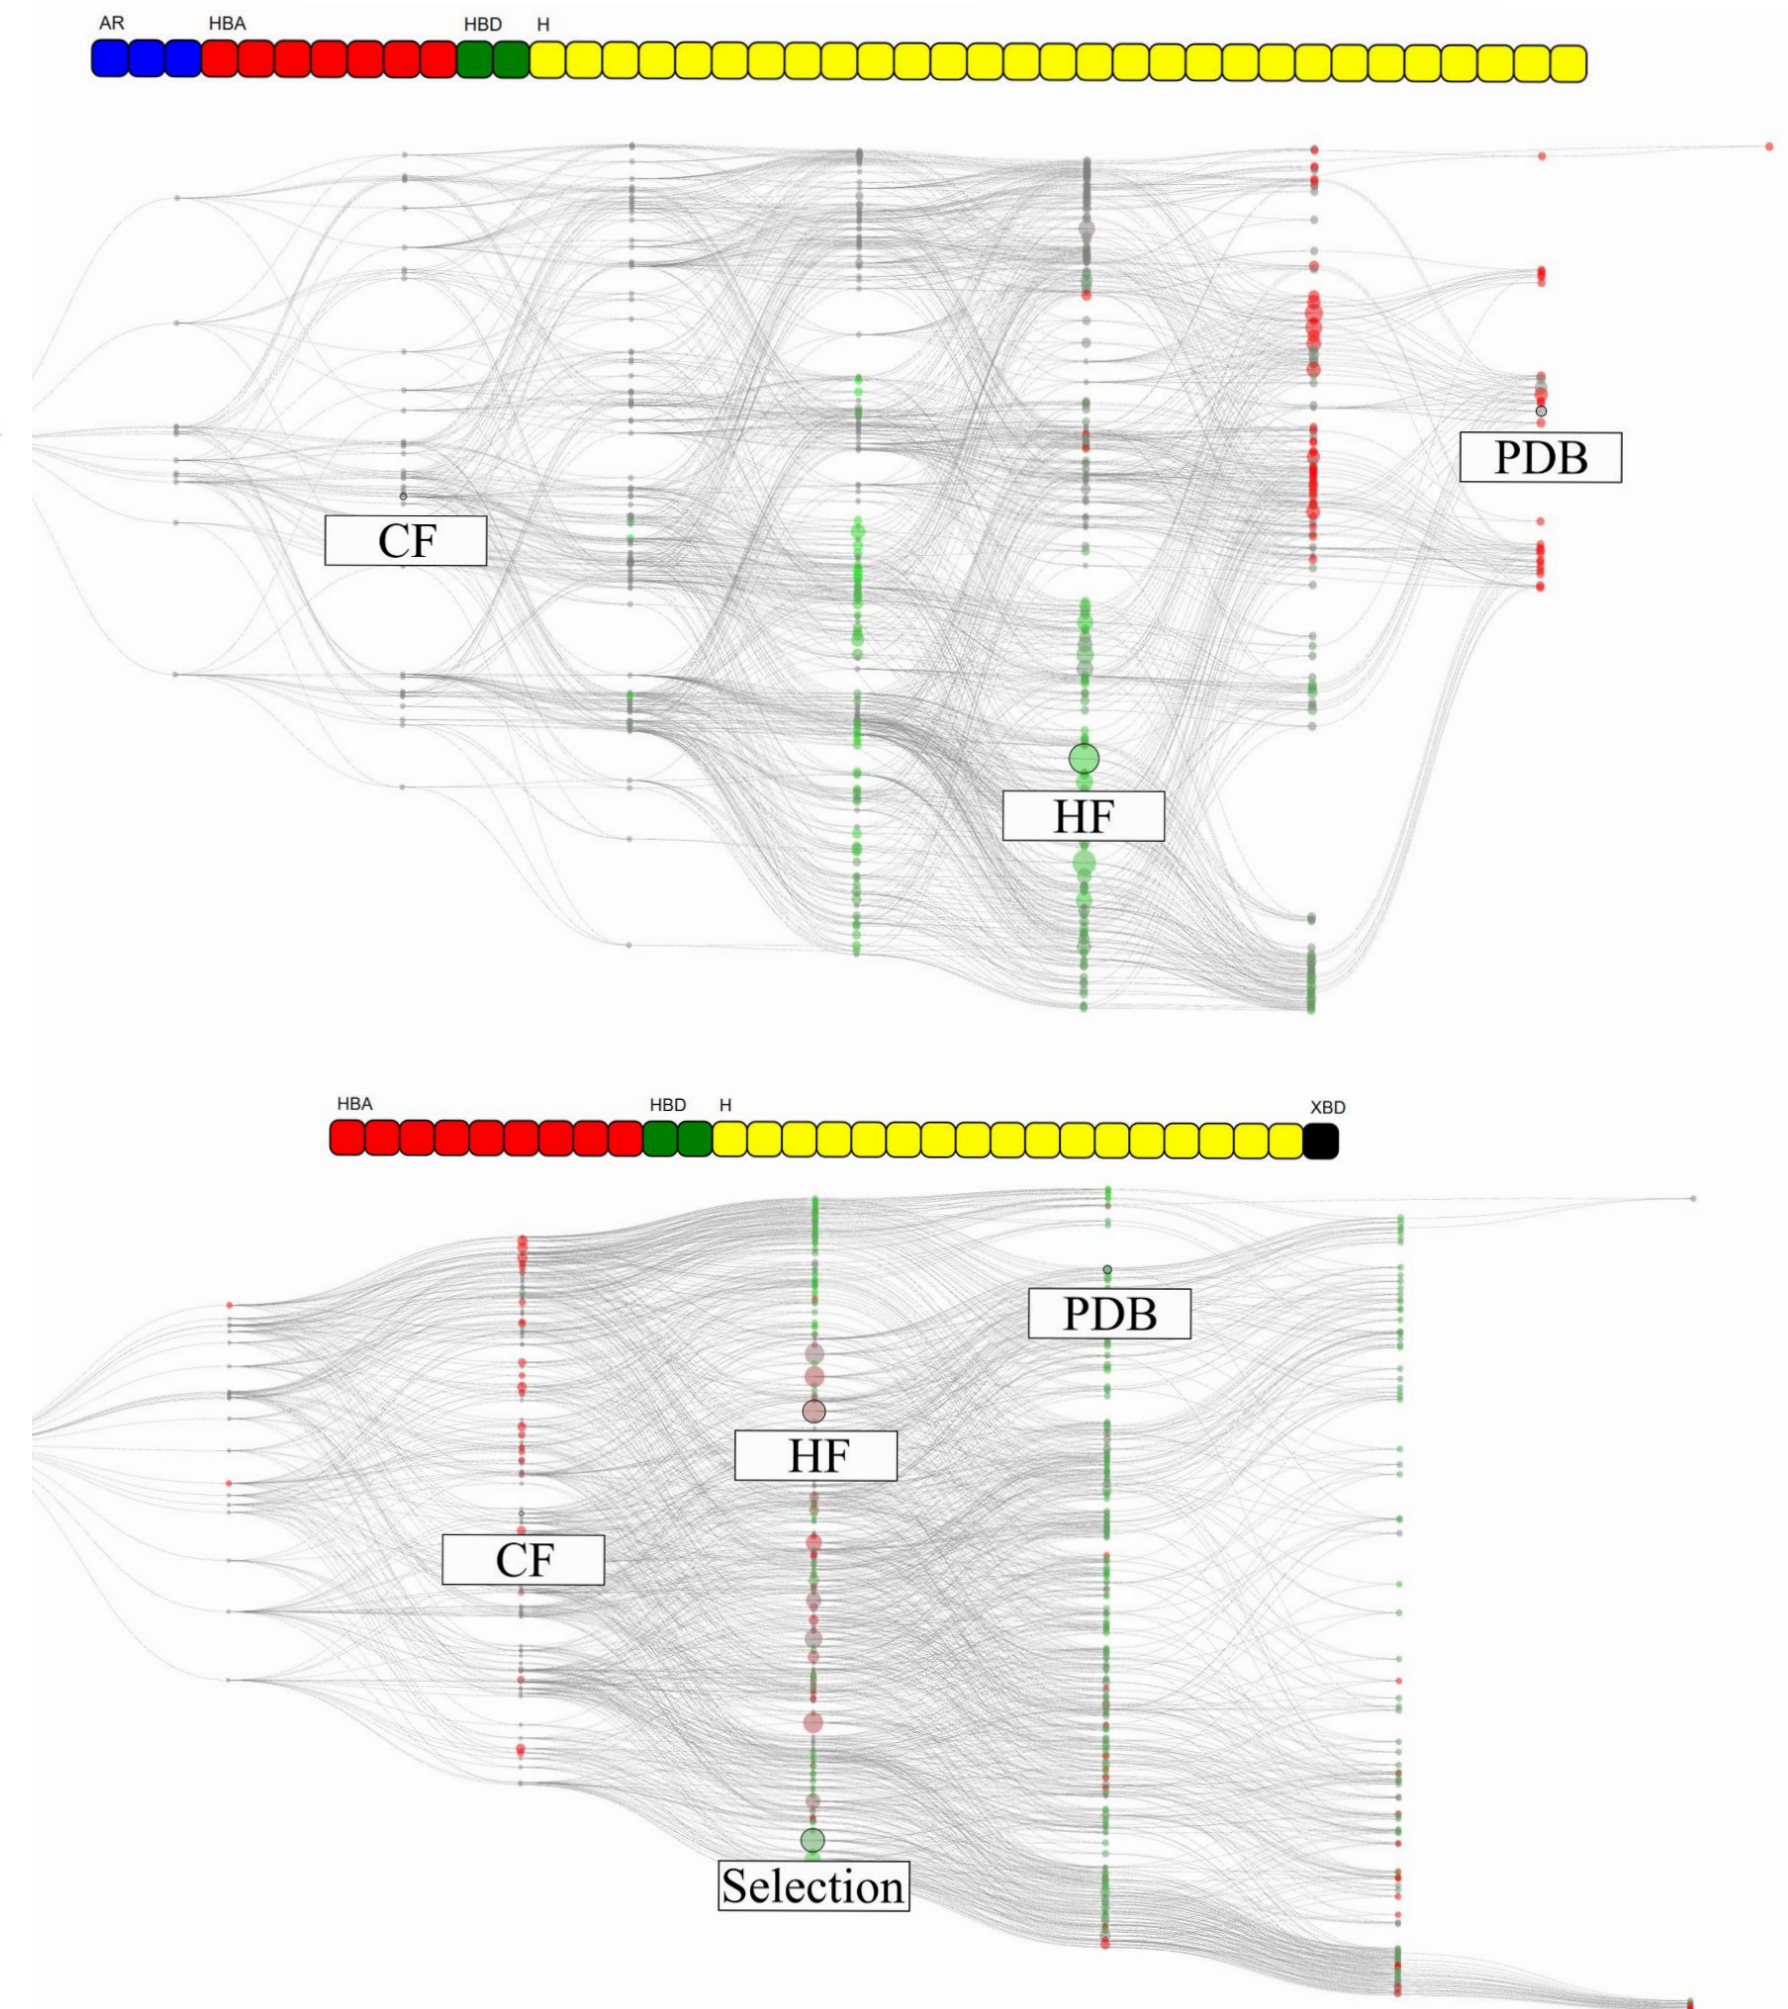 AR HBA HBD H
PDB
CF
HF
HBA HBD H XBD
PDB
HF
CF
Selection